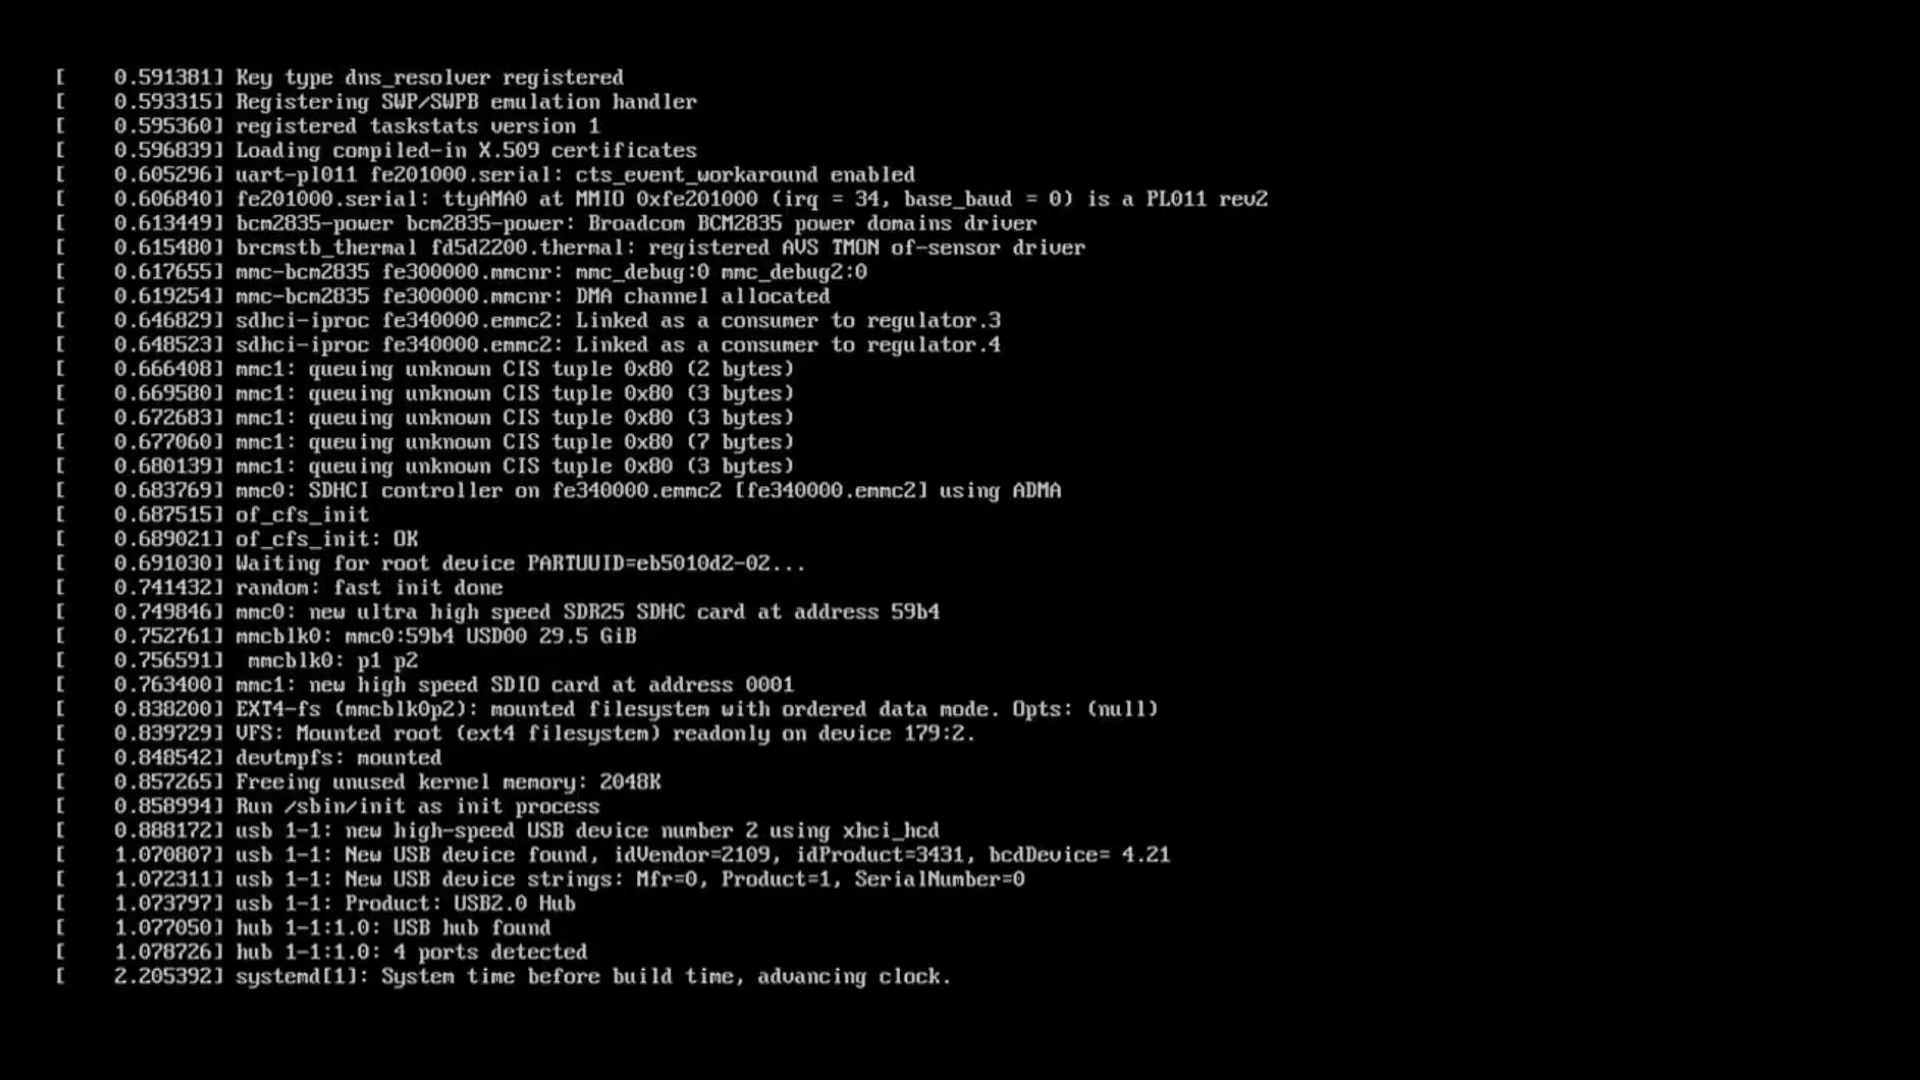 [    0.591381] Key type dns_resolver registered
[    0.593315] Registering SWP/SWPB emulation handler
[    0.595360] registered taskstats version 1
[    0.596839] Loading compiled-in X.509 certificates
[    0.605296] uart-pl011 fe201000.serial: cts_event_workaround enabled
[    0.606840] fe201000.serial: ttyAMA0 at MMIO 0xfe201000 (irq = 34, base_baud = 0) is a PL011 rev2
[    0.613449] bcm2835-power bcm2835-power: Broadcom BCM2835 power domains driver
[    0.615480] brcmstb_thermal fd5d2200.thermal: registered AVS TMON of-sensor driver
[    0.617655] mmc-bcm2835 fe300000.mmcnr: mmc_debug:0 mmc_debug2:0
[    0.619254] mmc-bcm2835 fe300000.mmcnr: DMA channel allocated
[    0.646829] sdhci-iproc fe340000.emmc2: Linked as a consumer to regulator.3
[    0.648523] sdhci-iproc fe340000.emmc2: Linked as a consumer to regulator.4
[    0.666408] mmc1: queuing unknown CIS tuple 0x80 (2 bytes)
[    0.669580] mmc1: queuing unknown CIS tuple 0x80 (3 bytes)
[    0.672683] mmc1: queuing unknown CIS tuple 0x80 (3 bytes)
[    0.677060] mmc1: queuing unknown CIS tuple 0x80 (7 bytes)
[    0.680139] mmc1: queuing unknown CIS tuple 0x80 (3 bytes)
[    0.683769] mmc0: SDHCI controller on fe340000.emmc2 [fe340000.emmc2] using ADMA
[    0.687515] of_cfs_init
[    0.689021] of_cfs_init: OK
[    0.691030] Waiting for root device PARTUUID=eb5010d2-02...
[    0.741432] random: fast init done
[    0.749846] mmc0: new ultra high speed SDR25 SDHC card at address 59b4
[    0.752761] mmcblk0: mmc0:59b4 USD00 29.5 GiB
[    0.756591]  mmcblk0: p1 p2
[    0.763400] mmc1: new high speed SDIO card at address 0001
[    0.838200] EXT4-fs (mmcblk0p2): mounted filesystem with ordered data mode. Opts: (null)
[    0.839729] VFS: Mounted root (ext4 filesystem) readonly on device 179:2.
[    0.848542] devtmpfs: mounted
[    0.857265] Freeing unused kernel memory: 2048K
[    0.858994] Run /sbin/init as init process
[    0.888172] usb 1-1: new high-speed USB device number 2 using xhci_hcd
[    1.070807] usb 1-1: New USB device found, idVendor=2109, idProduct=3431, bcdDevice= 4.21
[    1.072311] usb 1-1: New USB device strings: Mfr=0, Product=1, SerialNumber=0
[    1.073797] usb 1-1: Product: USB2.0 Hub
[    1.077050] hub 1-1:1.0: USB hub found
[    1.078726] hub 1-1:1.0: 4 ports detected
[    2.205392] systemd[1]: System time before build time, advancing clock.